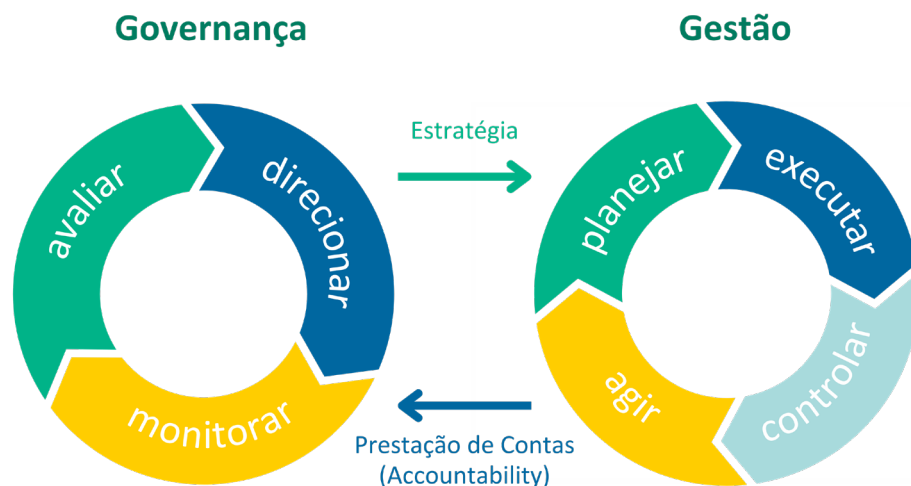 Governança
Gestão
avaliar
direcionar
monitorar
Estratégia
Prestação de Contas
(Accountability)
planejar
executar
controlar
agir